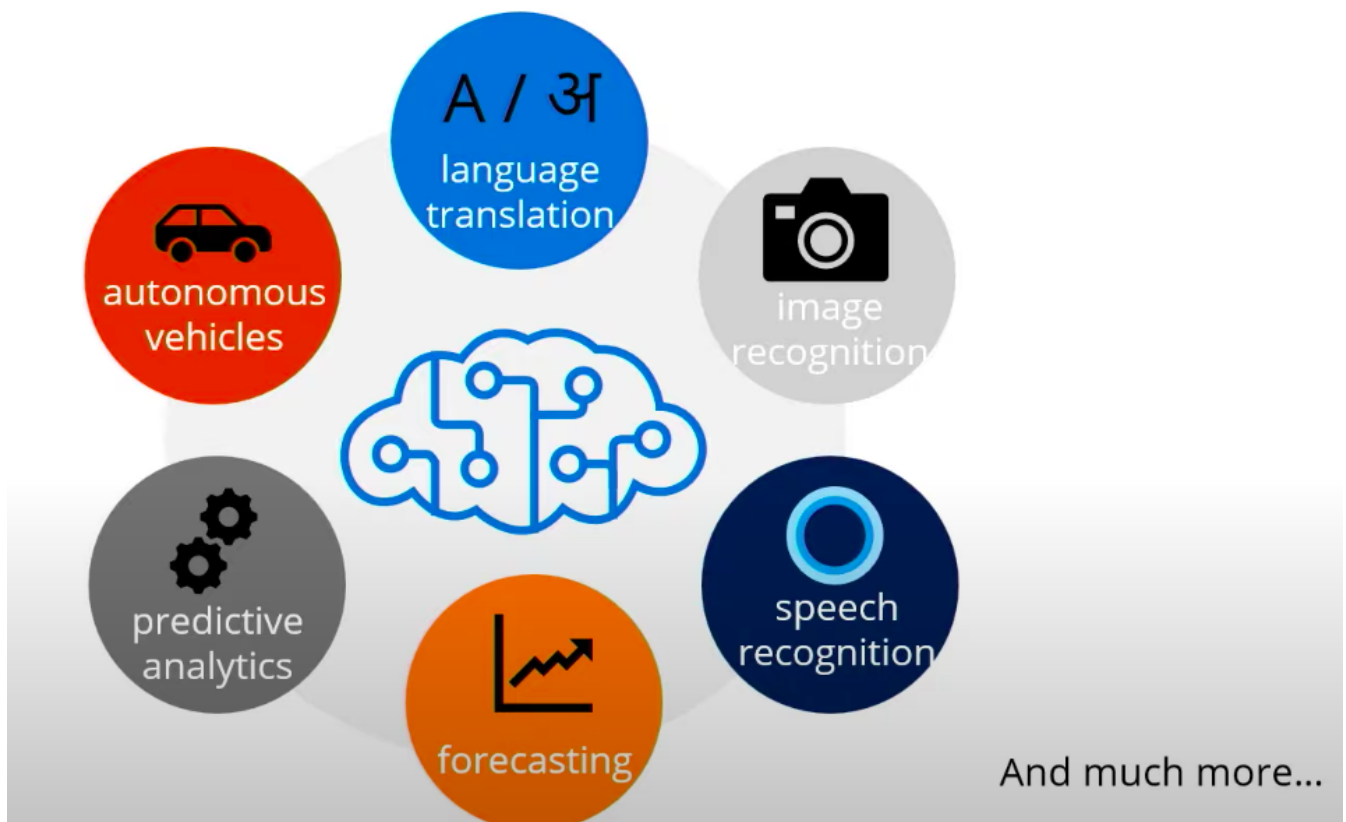 A / अ
language
translation
autonomous
vehicles
image
recognition
predictive
analytics
speech
recognition
forecasting
And much more...